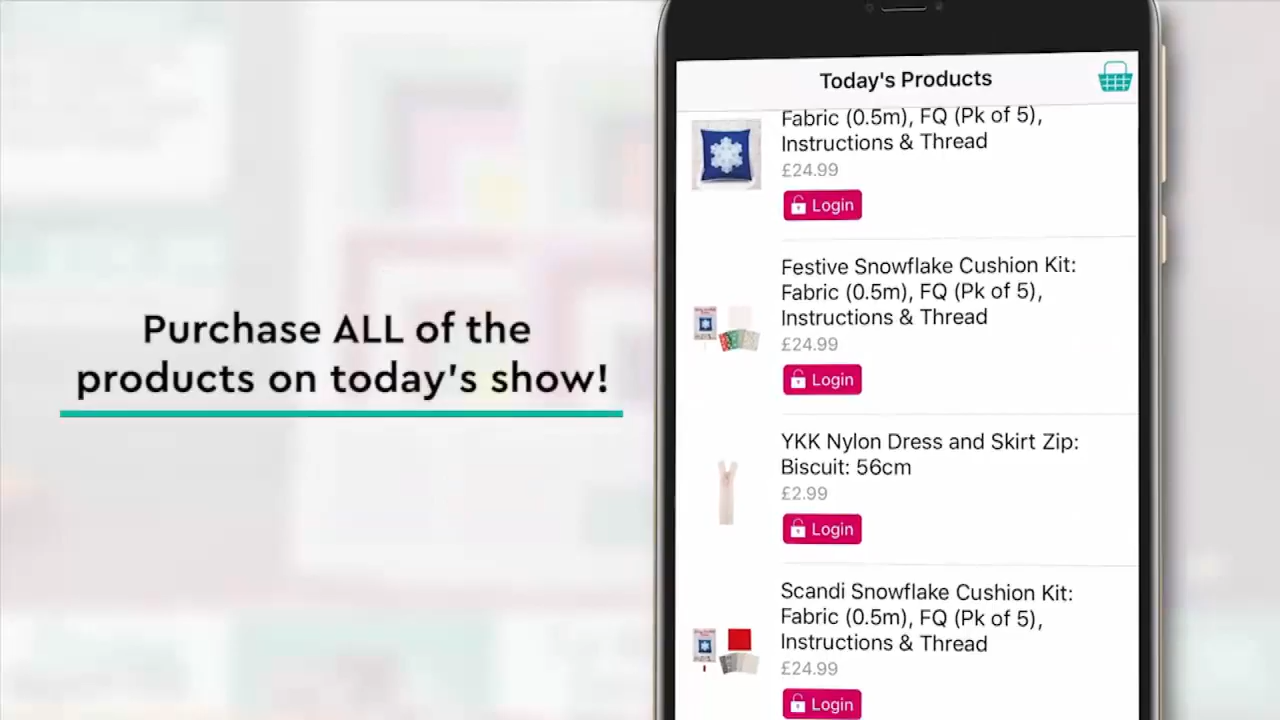 Purchase ALL of the
products on today's show!
Today's Products
Fabric (0.5m), FQ (Pk of 5),
Instructions & Thread
£24.99
Login
Festive Snowflake Cushion Kit:
Fabric (0.5m), FQ (Pk of 5),
Instructions & Thread
£24.99
Login
YKK Nylon Dress and Skirt Zip:
Biscuit: 56cm
£2.99
Login
Scandi Snowflake Cushion Kit:
Fabric (0.5m), FQ (Pk of 5),
Instructions & Thread
£24.99
Login